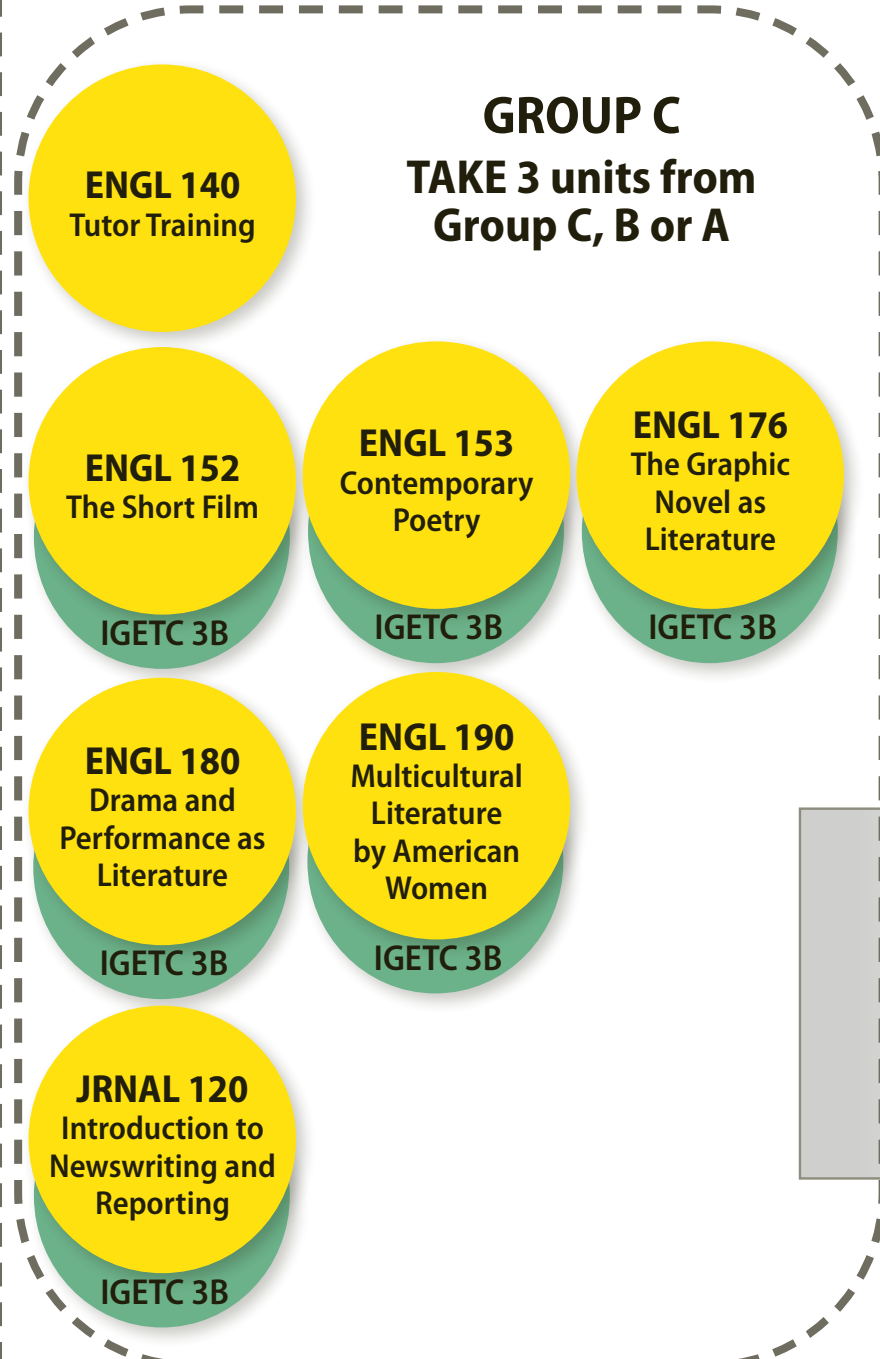 GROUP C
TAKE 3 units from
Group C, B or A
ENGL 140
Tutor Training
ENGL 152
The Short Film
IGETC 3B
ENGL 153
Contemporary
Poetry
IGETC 3B
ENGL 176
The Graphic
Novel as
Literature
IGETC 3B
ENGL 180
Drama and
Performance as
Literature
IGETC 3B
ENGL 190
Multicultural
Literature
by American
Women
IGETC 3B
JRNAL 120
Introduction to
Newswriting and
Reporting
IGETC 3B